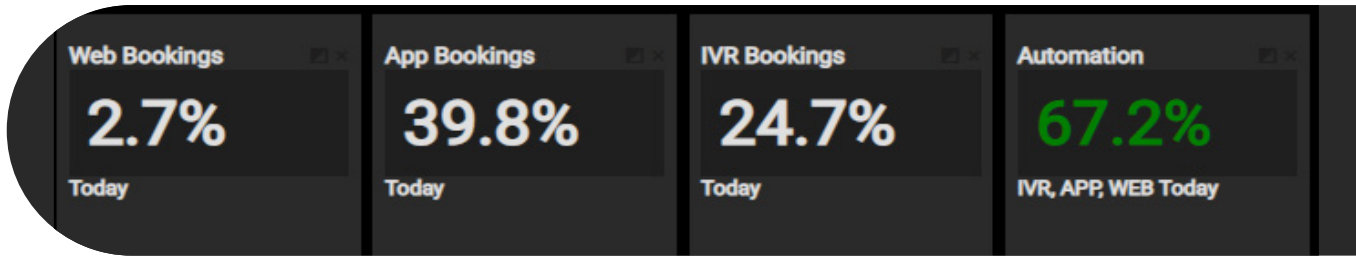 Web Bookings
2.7%
Today
App Bookings
39.8%
Today
IVR Bookings
24.7%
Today
Automation
67.2%
IVR, APP, WEB Today